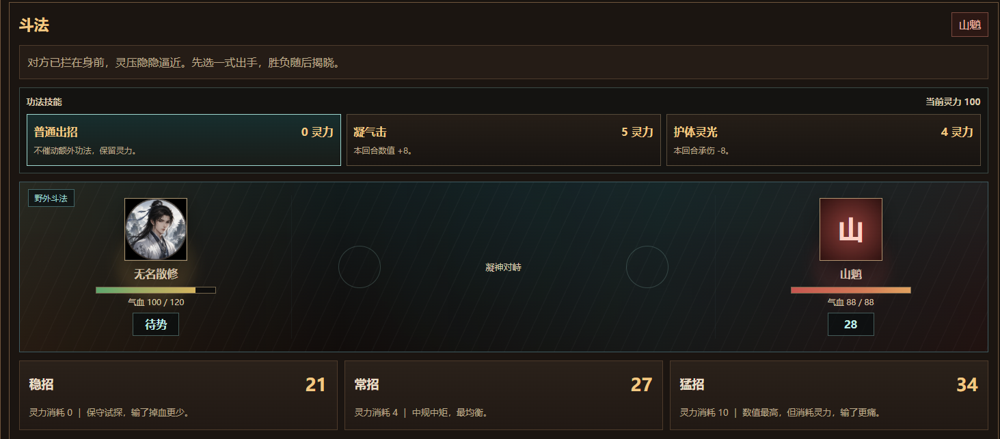 斗法
山魈
对方已拦在身前，灵压隐隐逼近。先选一式出手，胜负随后揭晓。
功法技能
当前灵力 100
普通出招
0 灵力
不催动额外功法，保留灵力。
凝气击
5 灵力
本回合数值 +8。
护体灵光
4 灵力
本回合承伤 -8。
野外斗法
山
无名散修
凝神对峙
山魈
气血 100 / 120
气血 88 / 88
待势
28
稳招
21
灵力消耗 0 | 保守试探，输了掉血更少。
常招
27
灵力消耗 4 | 中规中矩，最均衡。
猛招
34
灵力消耗 10 | 数值最高，但消耗灵力，输了更痛。